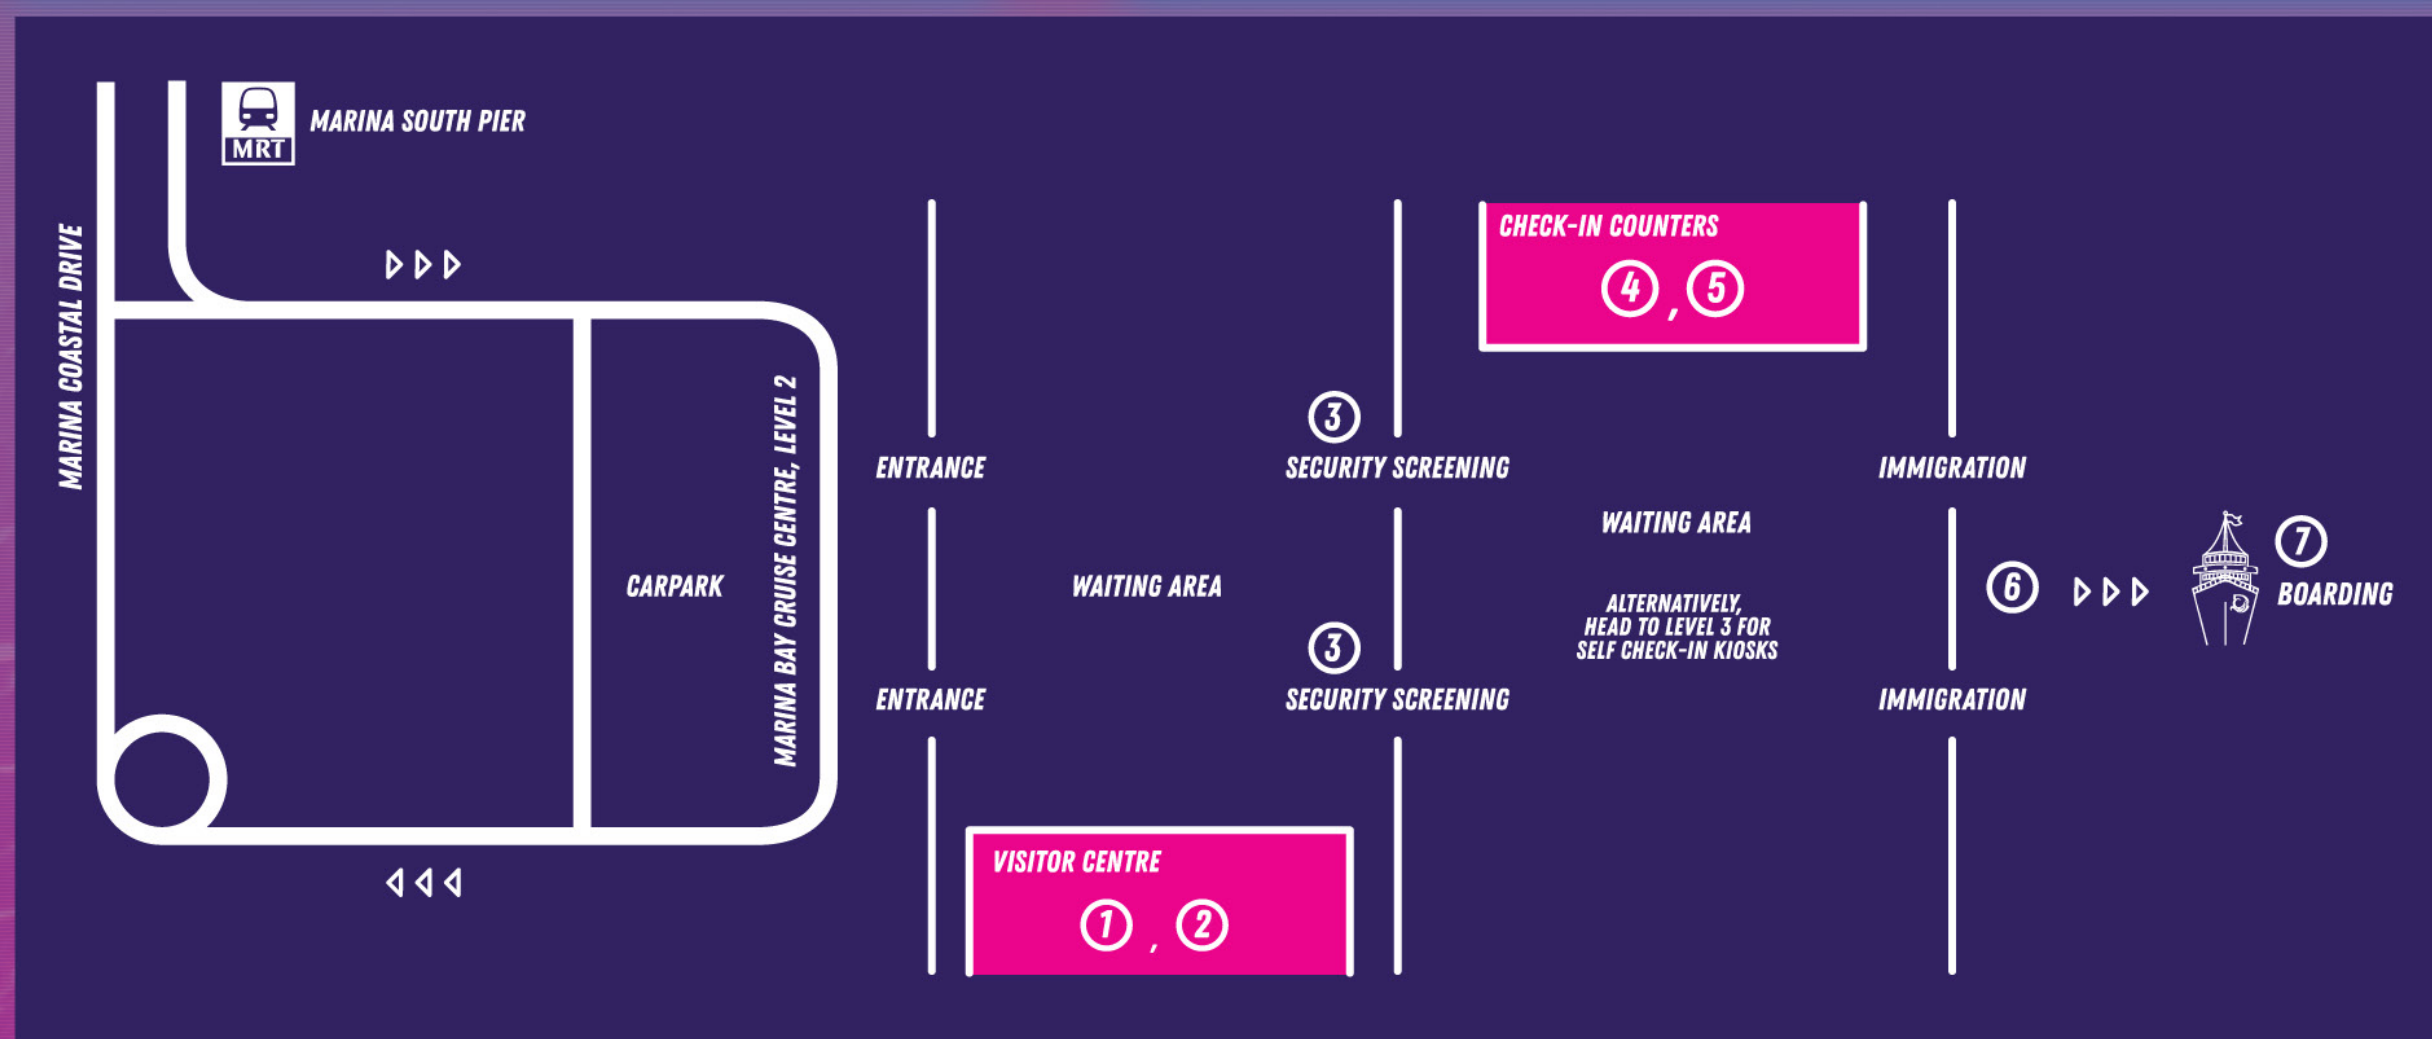 MRT
MARINA SOUTH PIER
MARINA COASTAL DRIVE
CARPARK
MARINA BAY CRUISE CENTRE, LEVEL 2
ENTRANCE
ENTRANCE
WAITING AREA
VISITOR CENTRE
1 , 2
3
SECURITY SCREENING
3
SECURITY SCREENING
CHECK-IN COUNTERS
4 , 5
WAITING AREA
ALTERNATIVELY,
HEAD TO LEVEL 3 FOR
SELF CHECK-IN KIOSKS
IMMIGRATION
IMMIGRATION
6
7
BOARDING